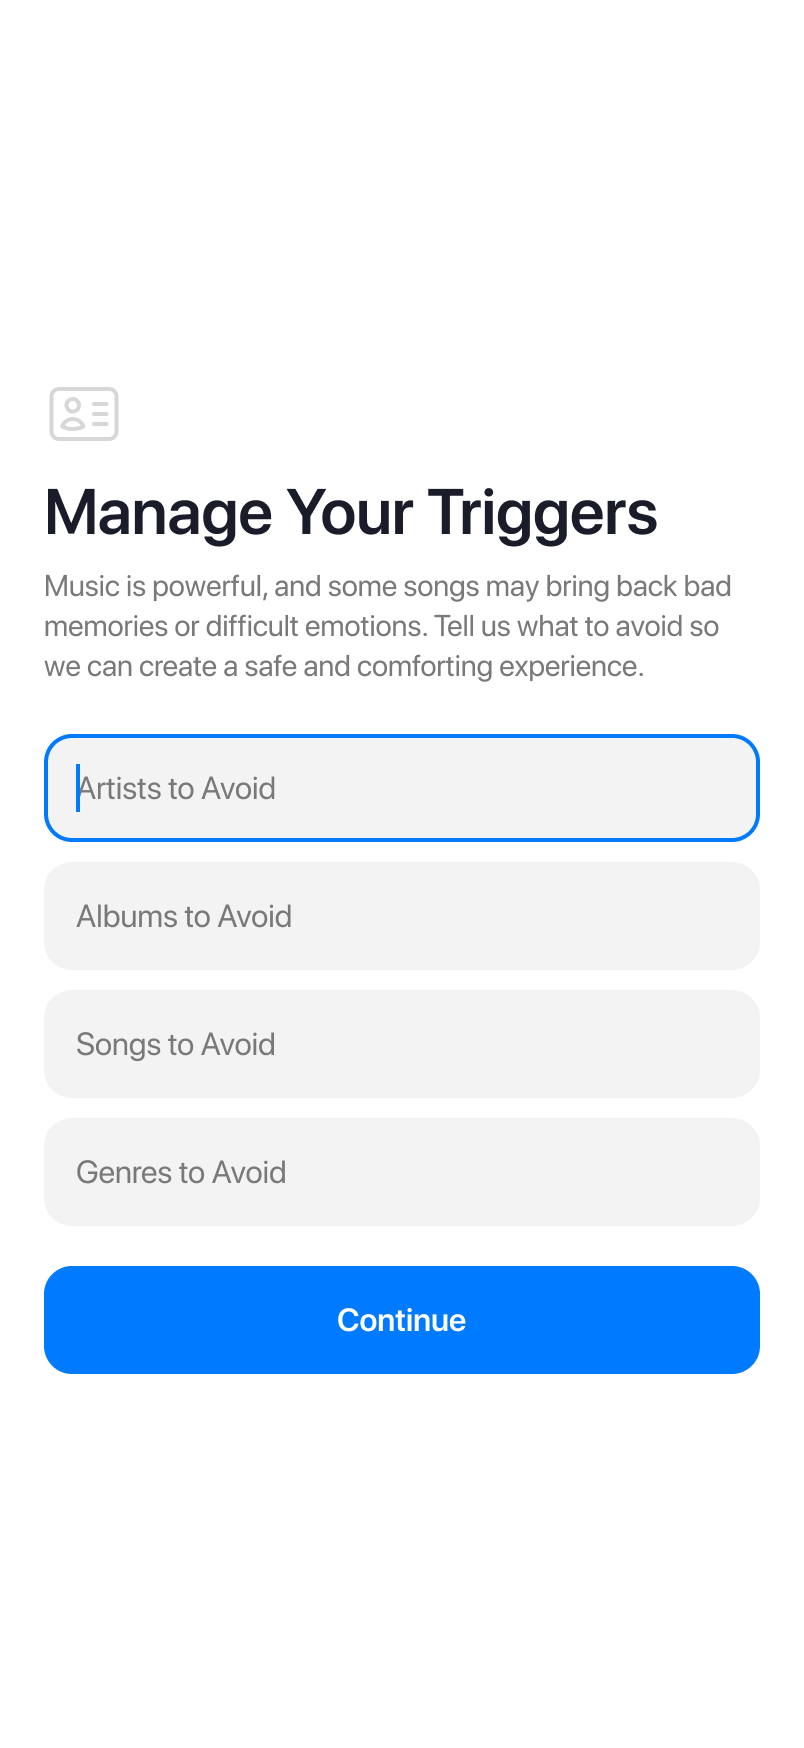 Manage Your Triggers
Music is powerful, and some songs may bring back bad
memories or difficult emotions. Tell us what to avoid so
we can create a safe and comforting experience.
Artists to Avoid
Albums to Avoid
Songs to Avoid
Genres to Avoid
Continue